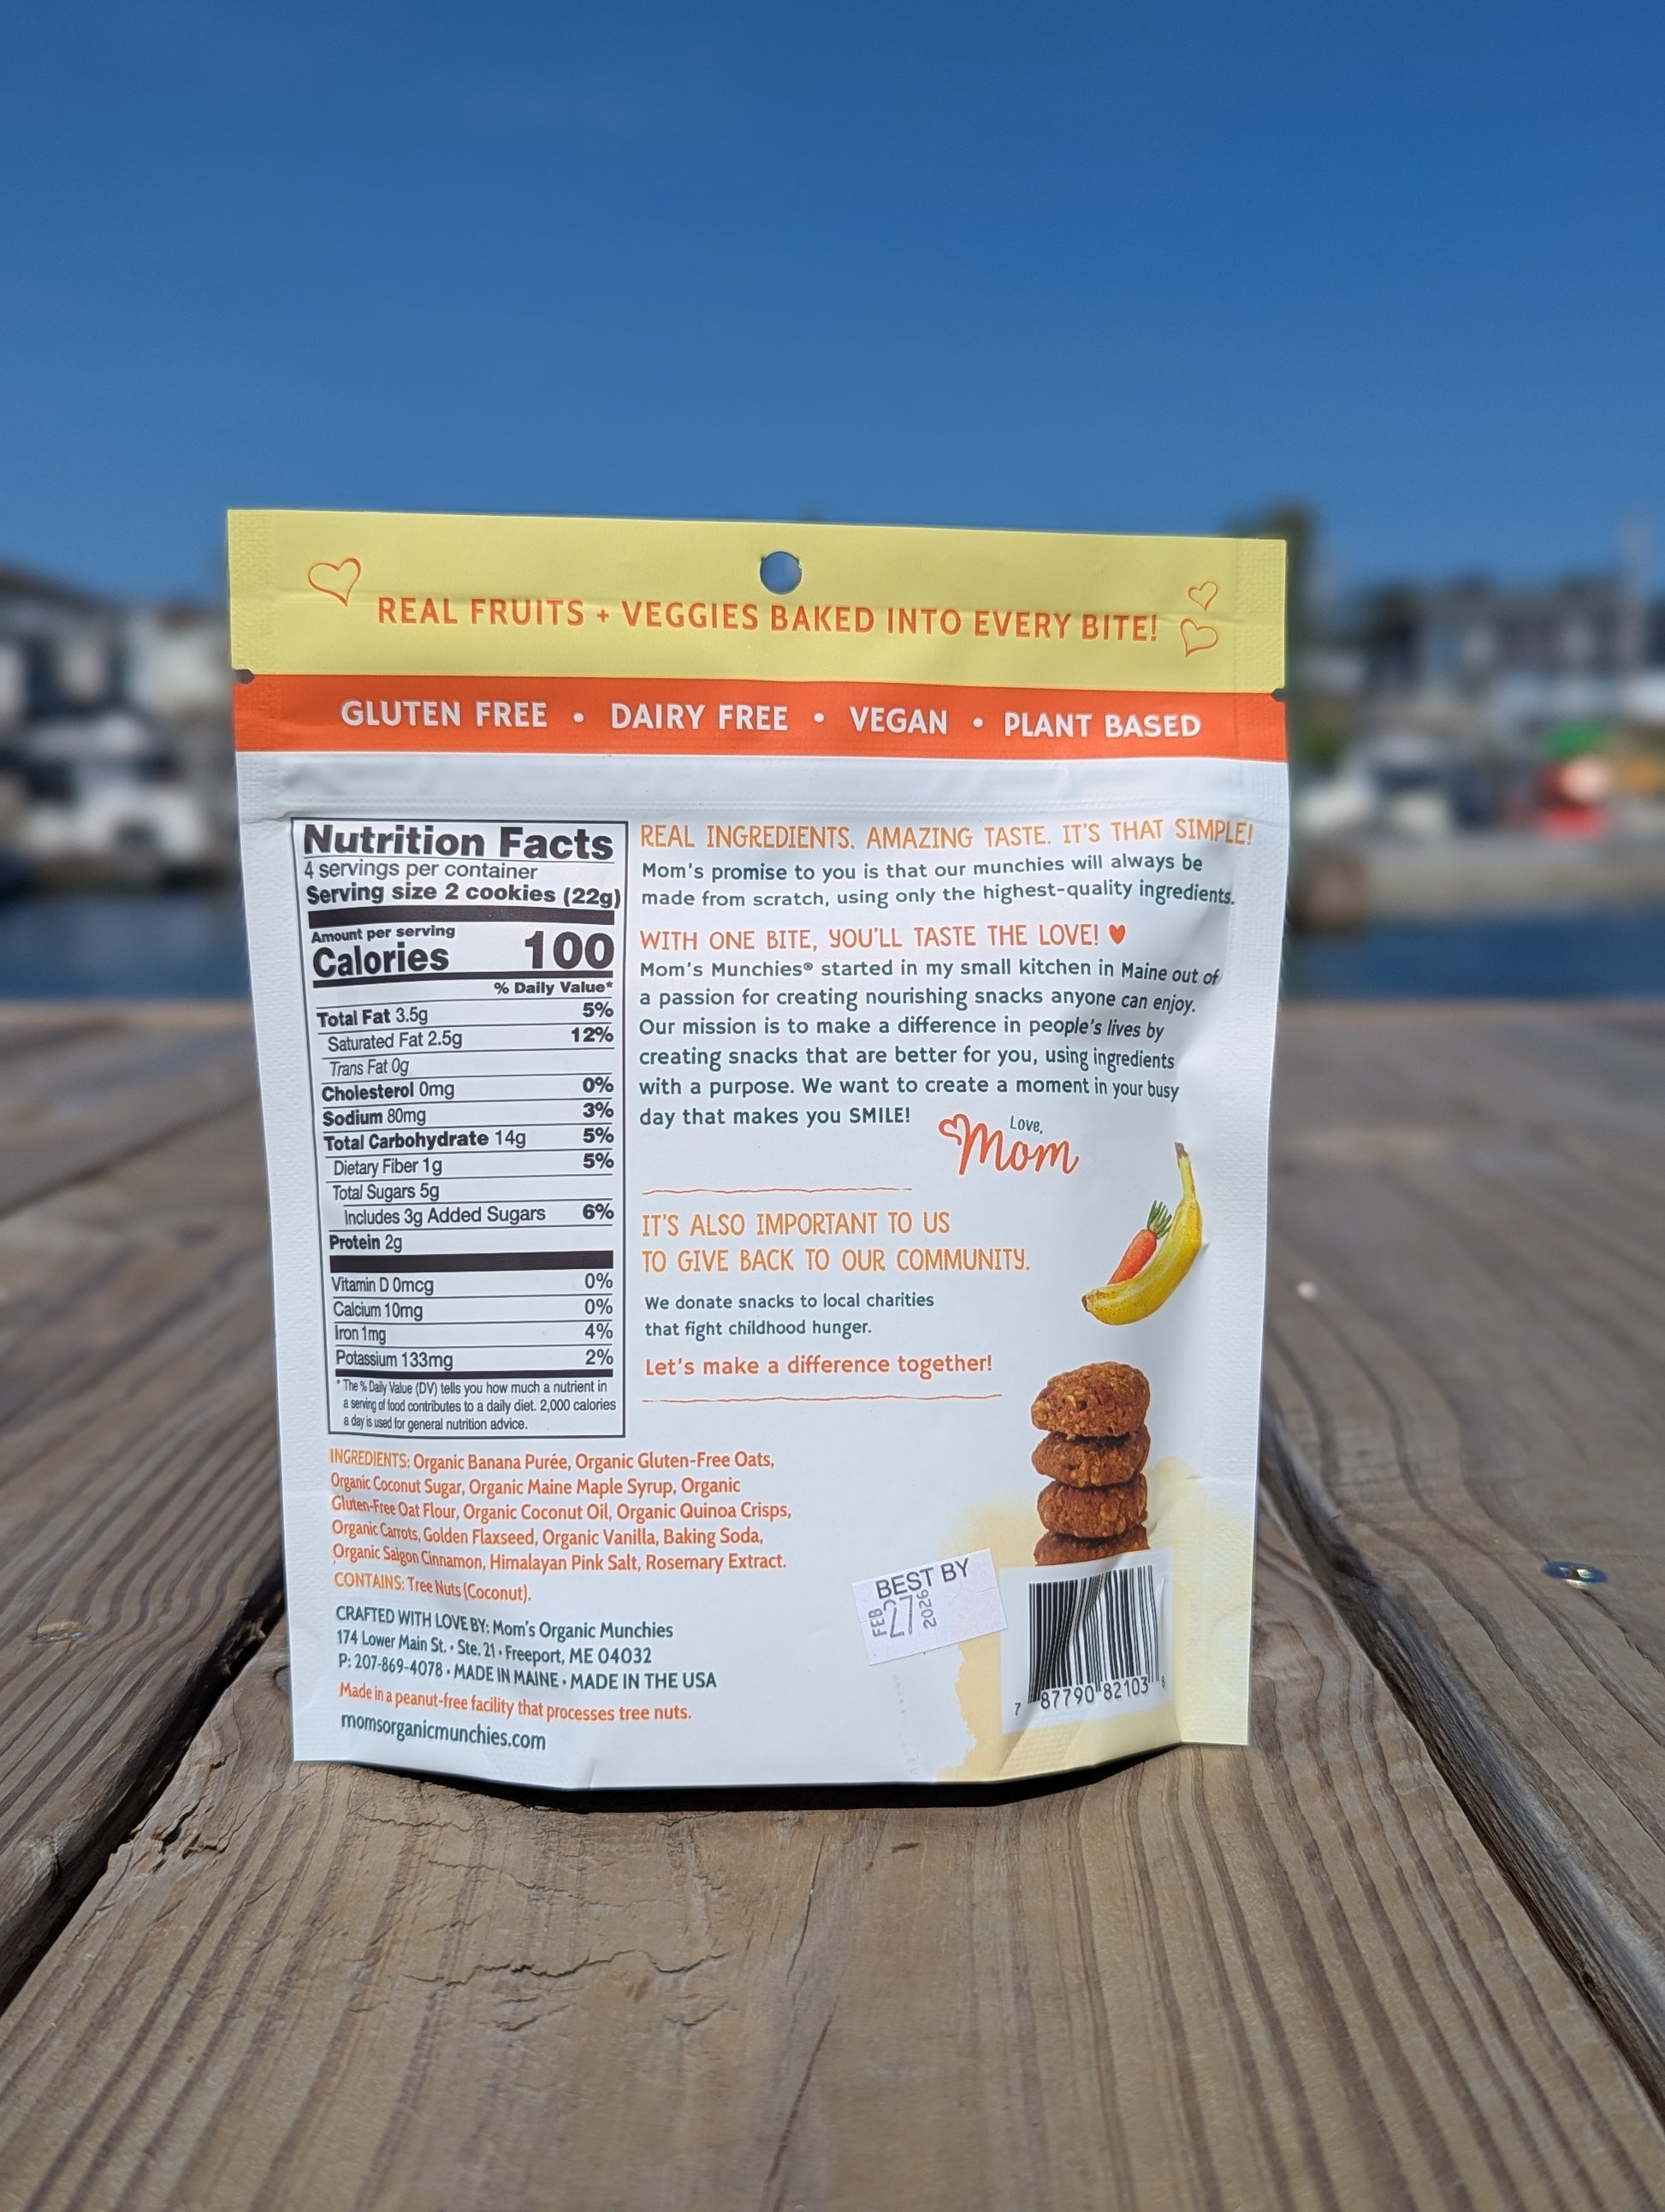 REAL FRUITS + VEGGIES BAKED INTO EVERY BITE!
GLUTEN FREE • DAIRY FREE • VEGAN • PLANT BASED
Nutrition Facts
4 servings per container
Serving size 2 cookies (22g)
Amount per serving
Calories 100
% Daily Value*
Total Fat 3.5g 5%
Saturated Fat 2.5g 12%
Trans Fat 0g
Cholesterol 0mg 0%
Sodium 80mg 3%
Total Carbohydrate 14g 5%
Dietary Fiber 1g 5%
Total Sugars 5g
Includes 3g Added Sugars 6%
Protein 2g
Vitamin D 0mcg 0%
Calcium 10mg 0%
Iron 1mg 4%
Potassium 133mg 2%
* The % Daily Value (DV) tells you how much a nutrient in
a serving of food contributes to a daily diet. 2,000 calories
a day is used for general nutrition advice.
REAL INGREDIENTS. AMAZING TASTE. IT'S THAT SIMPLE!
Mom's promise to you is that our munchies will always be
made from scratch, using only the highest-quality ingredients.
WITH ONE BITE, YOU'LL TASTE THE LOVE! ♥
Mom's Munchies® started in my small kitchen in Maine out of
a passion for creating nourishing snacks anyone can enjoy.
Our mission is to make a difference in people's lives by
creating snacks that are better for you, using ingredients
with a purpose. We want to create a moment in your busy
day that makes you SMILE!
Love,
Mom
IT'S ALSO IMPORTANT TO US
TO GIVE BACK TO OUR COMMUNITY.
We donate snacks to local charities
that fight childhood hunger.
Let's make a difference together!
INGREDIENTS: Organic Banana Purée, Organic Gluten-Free Oats,
Organic Coconut Sugar, Organic Maine Maple Syrup, Organic
Gluten-Free Oat Flour, Organic Coconut Oil, Organic Quinoa Crisps,
Organic Carrots, Golden Flaxseed, Organic Vanilla, Baking Soda,
Organic Saigon Cinnamon, Himalayan Pink Salt, Rosemary Extract.
CONTAINS: Tree Nuts (Coconut).
CRAFTED WITH LOVE BY: Mom's Organic Munchies
174 Lower Main St. • Ste. 21 • Freeport, ME 04032
P: 207-869-4078 • MADE IN MAINE • MADE IN THE USA
Made in a peanut-free facility that processes tree nuts.
momsorganicmunchies.com
BEST BY
FEB 27 2026
7 87790 82103